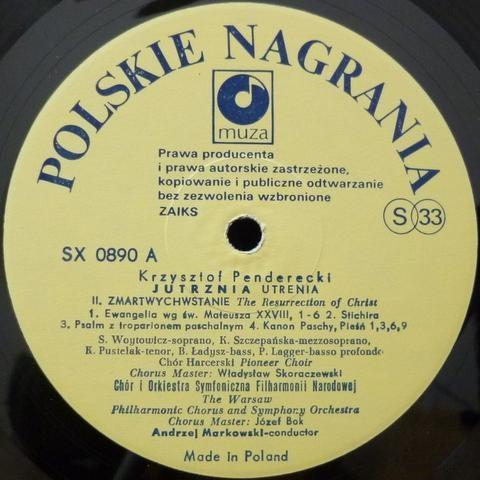 POLSKIE NAGRANIA
muza
Prawa producenta
i prawa autorskie zastrzeżone,
kopiowanie i publiczne odtwarzanie
bez zezwolenia wzbronione
ZAIKS
S 33
SX 0890 A
Krzysztof Penderecki
JUTRZNIA UTRENIA
II. ZMARTWYCHWSTANIE The Resurrection of Christ
1. Ewangelia wg św. Mateusza XXVIII, 1-6 2. Stichira
3. Psalm z troparionem paschalnym 4. Kanon Paschy, Pieśń 1,3,6,9
S. Woytowicz-soprano, K. Szczepańska-mezzosoprano,
K. Pustelak-tenor, B. Ładysz-bass, P. Lagger-basso profondo
Chór Harcerski Pioneer Choir
Chorus Master: Władysław Skoraczewski
Chór i Orkiestra Symfoniczna Filharmonii Narodowej
The Warsaw
Philharmonic Chorus and Symphony Orchestra
Chorus Master: Józef Bok
Andrzej Markowski-conductor
Made in Poland